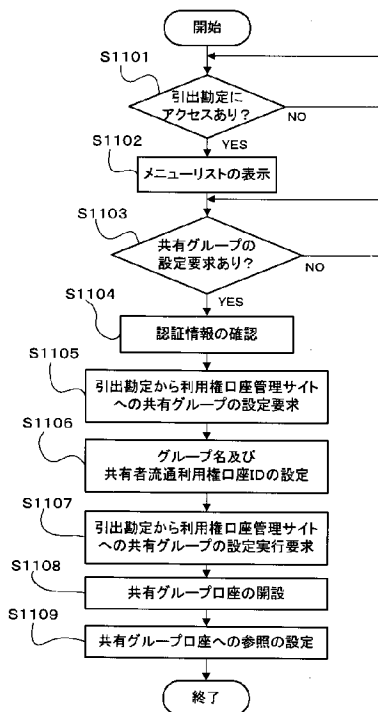 開始
S1101
引出勘定に
アクセスあり?
NO
YES
S1102
メニューリストの表示
S1103
共有グループの
設定要求あり?
NO
YES
S1104
認証情報の確認
S1105
引出勘定から利用権口座管理サイト
への共有グループの設定要求
S1106
グループ名及び
共有者流通利用権口座IDの設定
S1107
引出勘定から利用権口座管理サイト
への共有グループの設定実行要求
S1108
共有グループ口座の開設
S1109
共有グループ口座への参照の設定
終了